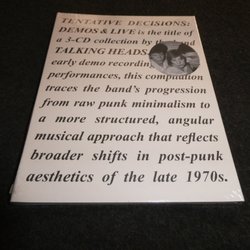 TENTATIVE DECISIONS:
DEMOS & LIVE is the title of
a 3-CD collection by the band
TALKING HEADS.
early demo recordin
performances, this compilation
traces the band's progression
from raw punk minimalism to
a more structured, angular
musical approach that reflects
broader shifts in post-punk
aesthetics of the late 1970s.